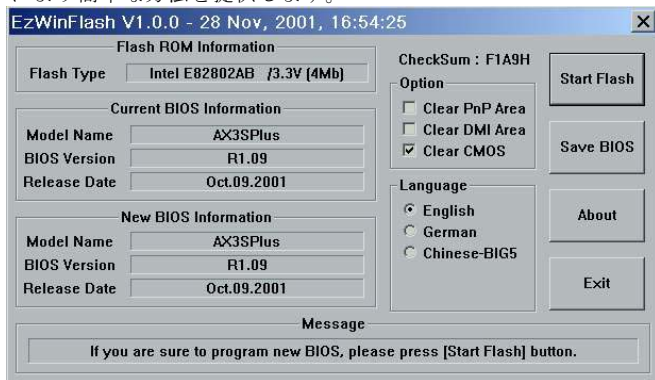 EzWinFlash V1.0.0 - 28 Nov, 2001, 16:54:25
Flash ROM Information
Flash Type Intel E82802AB /3.3V (4Mb)
Current BIOS Information
Model Name AX3SPlus
BIOS Version R1.09
Release Date Oct.09.2001
New BIOS Information
Model Name AX3SPlus
BIOS Version R1.09
Release Date Oct.09.2001
CheckSum : F1A9H
Option
Clear PnP Area
Clear DMI Area
Clear CMOS
Language
English
German
Chinese-BIG5
Start Flash
Save BIOS
About
Exit
Message
If you are sure to program new BIOS, please press [Start Flash] button.